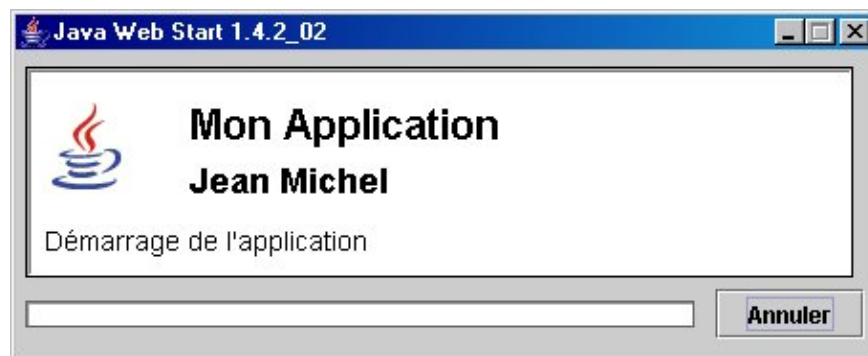 Java Web Start 1.4.2_02
Mon Application
Jean Michel
Démarrage de l'application
Annuler